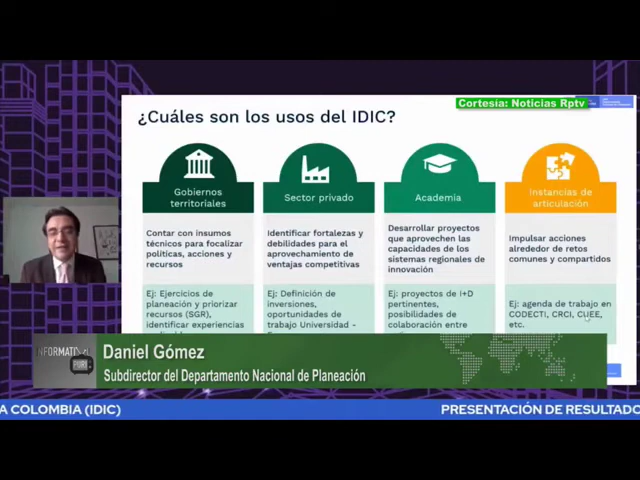 Cortesía: Noticias Rptv
¿Cuáles son los usos del IDIC?
Gobiernos
territoriales
Contar con insumos
técnicos para focalizar
políticas, acciones y
recursos
Ej: Ejercicios de
planeación y priorizar
recursos (SGR),
identificar experiencias
Sector privado
Identificar fortalezas y
debilidades para el
aprovechamiento de
ventajas competitivas
Ej: Definición de
inversiones,
oportunidades de
trabajo Universidad -
Academia
Desarrollar proyectos
que aprovechen las
capacidades de los
sistemas regionales de
innovación
Ej: proyectos de i+D
pertinentes,
posibilidades de
colaboración entre
Instancias de
articulación
Impulsar acciones
alrededor de retos
comunes y compartidos
Ej: agenda de trabajo en
CODECTI, CRCI, CUEE,
etc.
NFORMATIVO
PURE
Daniel Gómez
Subdirector del Departamento Nacional de Planeación
A COLOMBIA (IDIC)
PRESENTACIÓN DE RESULTADO